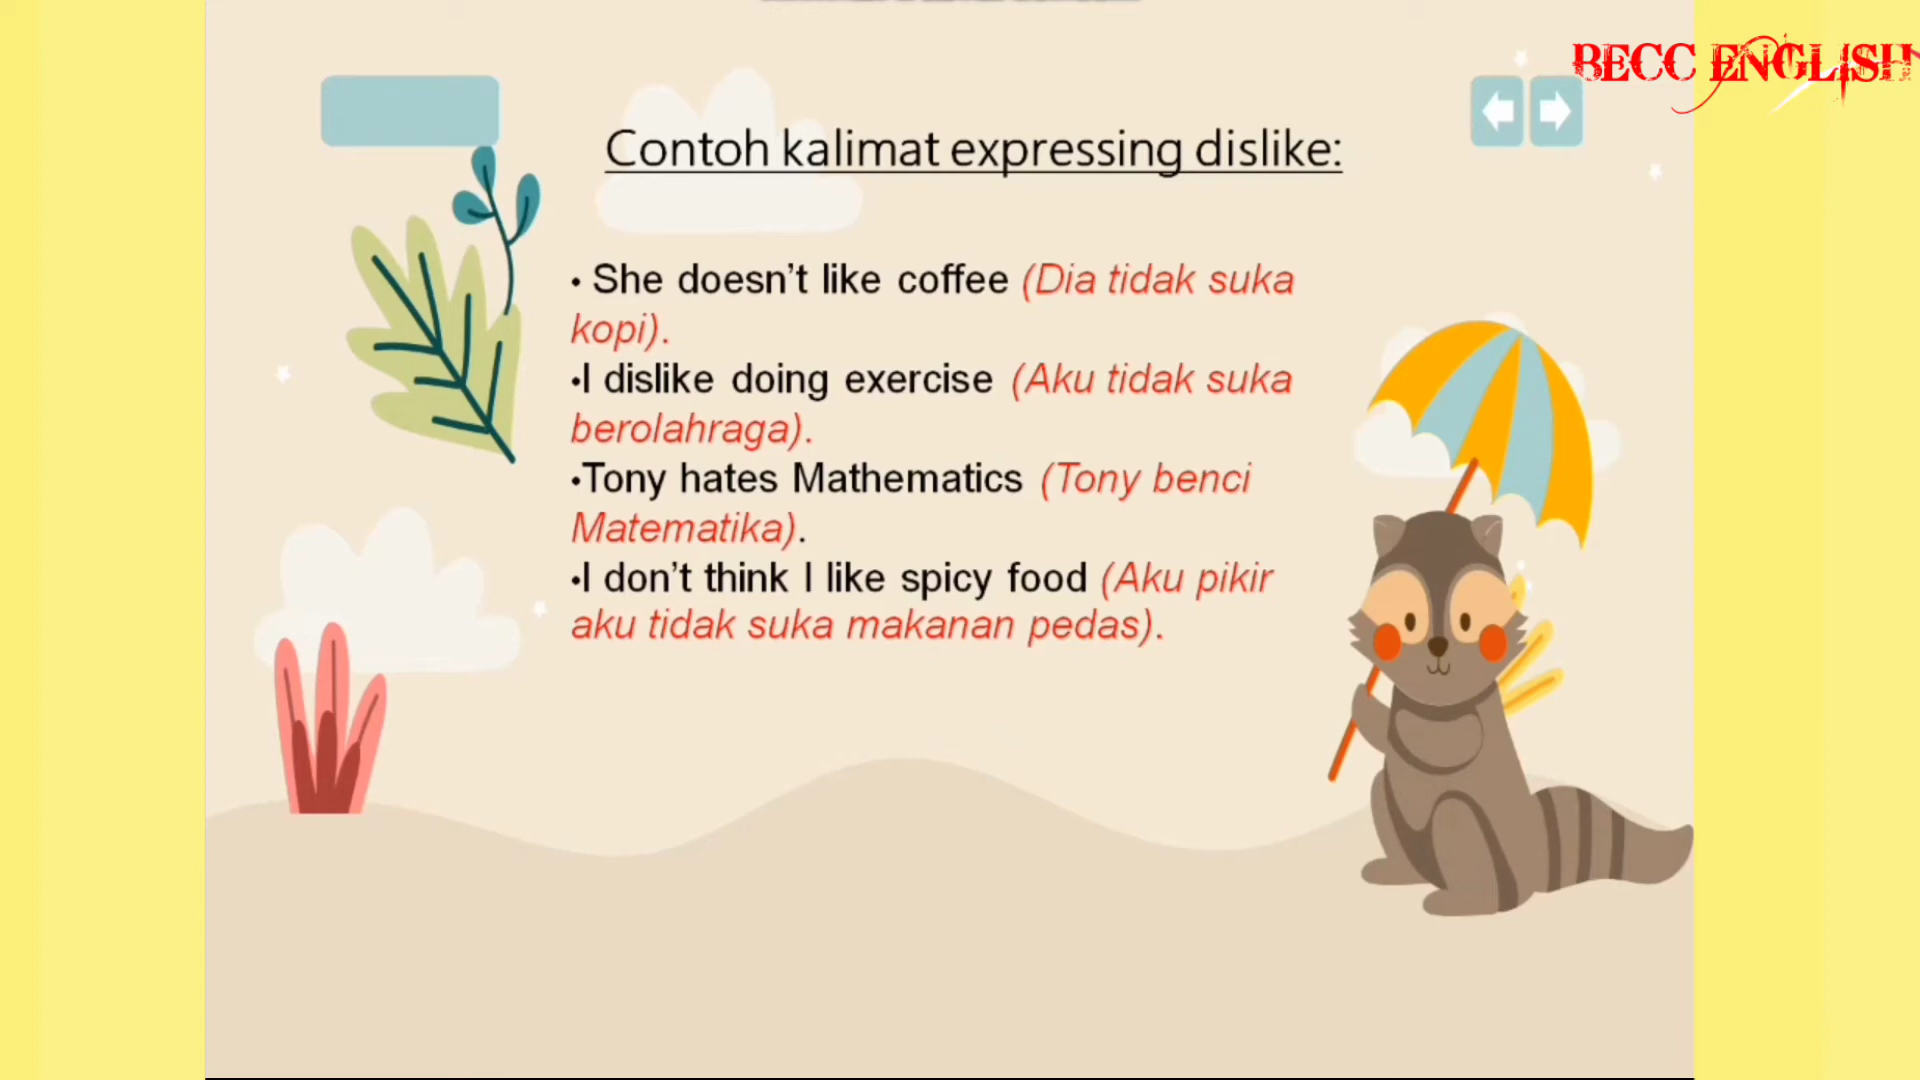 BECC ENGLISH
Contoh kalimat expressing dislike:
• She doesn’t like coffee (Dia tidak suka
kopi).
•I dislike doing exercise (Aku tidak suka
berolahraga).
•Tony hates Mathematics (Tony benci
Matematika).
•I don’t think I like spicy food (Aku pikir
aku tidak suka makanan pedas).